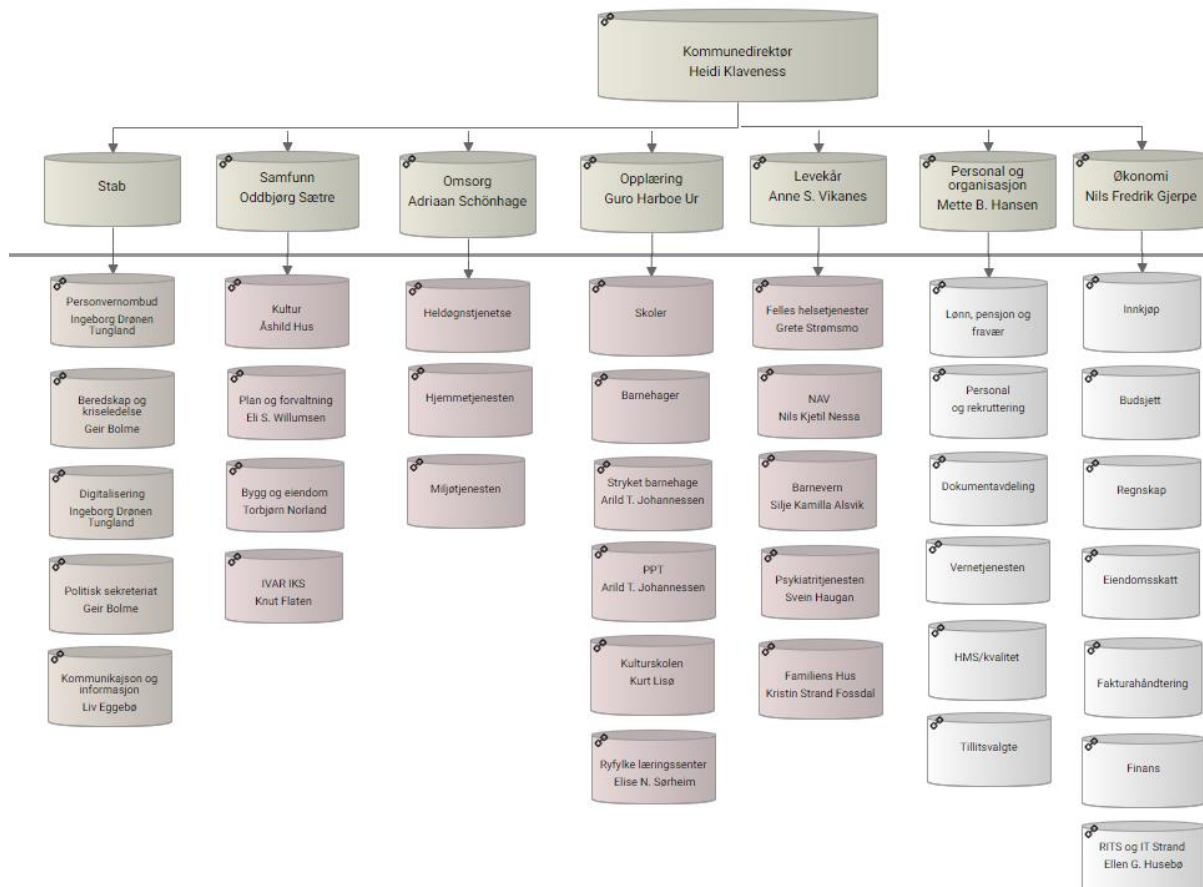 Kommunedirektør
Heidi Klaveness
Stab
Samfunn
Oddbjørg Sætre
Omsorg
Adriaan Schönhage
Opplæring
Guro Harboe Ur
Levekår
Anne S. Vikanes
Personal og
organisasjon
Mette B. Hansen
Økonomi
Nils Fredrik Gjerpe
Personvernombud
Ingeborg Drønen
Tungland
Beredskap og
kriseledelse
Geir Bolme
Digitalisering
Ingeborg Drønen
Tungland
Politisk sekreteriat
Geir Bolme
Kommunikajson og
informasjon
Liv Eggebø
Kultur
Åshild Hus
Plan og forvaltning
Eli S. Willumsen
Bygg og eiendom
Torbjørn Norland
IVAR IKS
Knut Flaten
Heldøgnstjenetse
Hjemmetjenesten
Miljøtjenesten
Skoler
Barnehager
Stryket barnehage
Arild T. Johannessen
PPT
Arild T. Johannessen
Kulturskolen
Kurt Lisø
Ryfylke læringssenter
Elise N. Sørheim
Felles helsetjenester
Grete Strømsmo
NAV
Nils Kjetil Nessa
Barnevern
Silje Kamilla Alsvik
Psykiatritjenesten
Svein Haugan
Familiens Hus
Kristin Strand Fossdal
Lønn, pensjon og
fravær
Personal
og rekruttering
Dokumentavdeling
Vernetjenesten
HMS/kvalitet
Tillitsvalgte
Innkjøp
Budsjett
Regnskap
Eiendomsskatt
Fakturahåndtering
Finans
RITS og IT Strand
Ellen G. Husebø